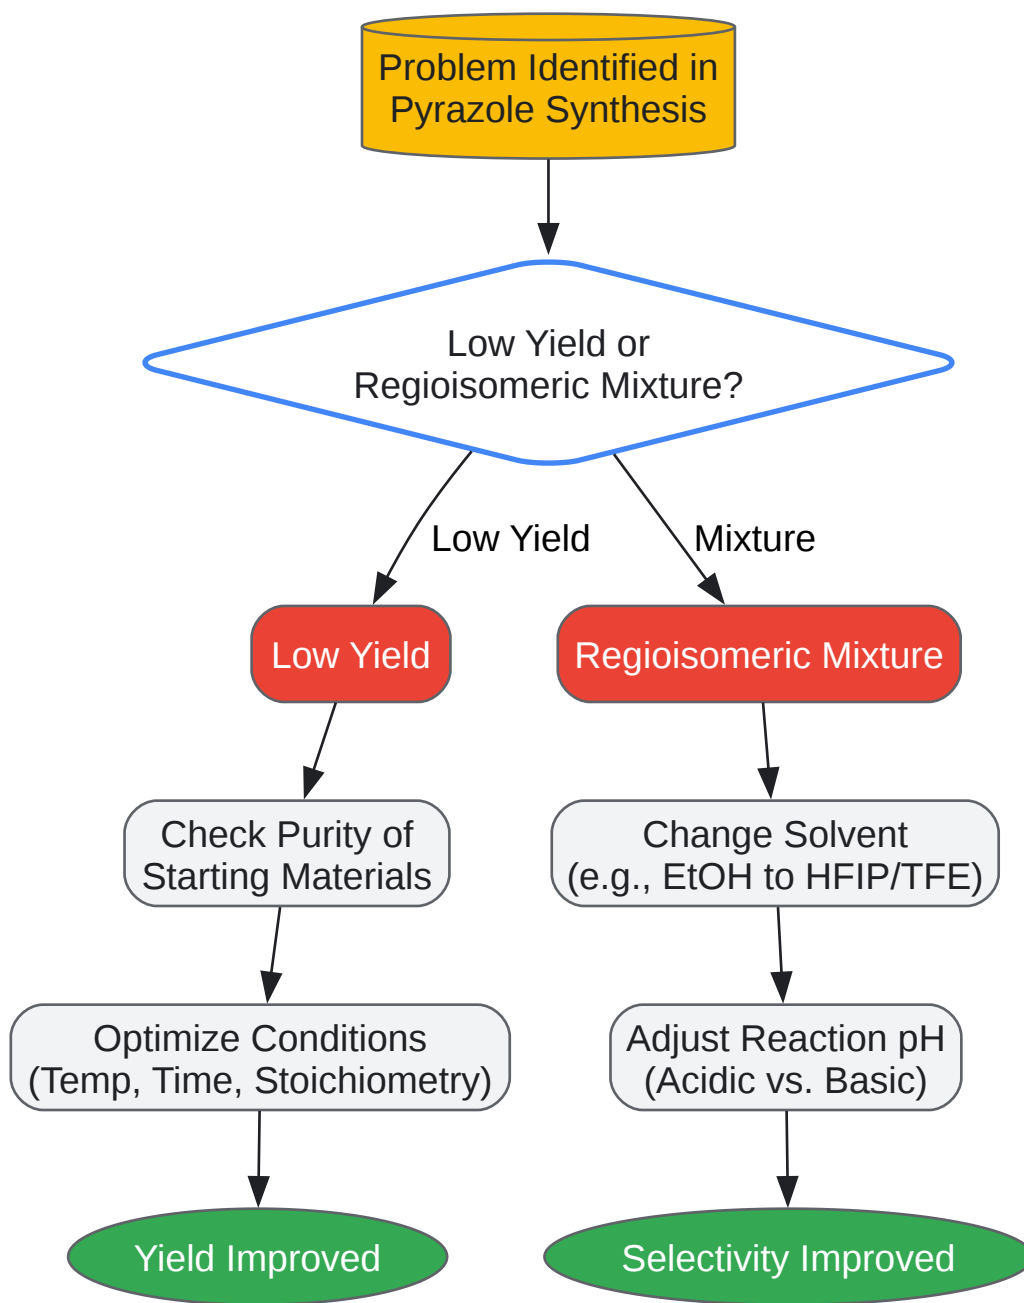 Problem Identified in
Pyrazole Synthesis
Low Yield or
Regioisomeric Mixture?
Low Yield
Mixture
Low Yield
Regioisomeric Mixture
Check Purity of
Starting Materials
Change Solvent
(e.g., EtOH to HFIP/TFE)
Optimize Conditions
(Temp, Time, Stoichiometry)
Adjust Reaction pH
(Acidic vs. Basic)
Yield Improved
Selectivity Improved